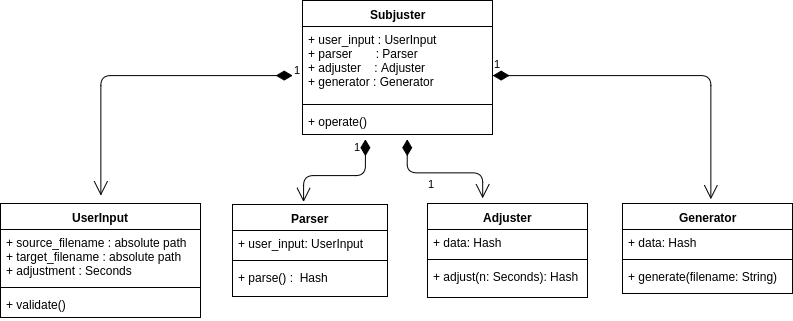 Subjuster
+ user_input : UserInput
+ parser : Parser
+ adjuster : Adjuster
+ generator : Generator
+ operate()
1
1
1
1
UserInput
+ source_filename : absolute path
+ target_filename : absolute path
+ adjustment : Seconds
+ validate()
Parser
+ user_input: UserInput
+ parse() : Hash
Adjuster
+ data: Hash
+ adjust(n: Seconds): Hash
Generator
+ data: Hash
+ generate(filename: String)